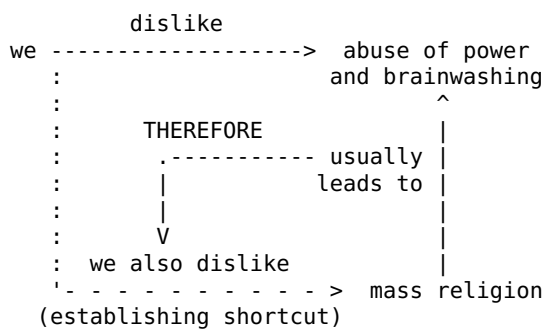 dislike
we -------------------> abuse of power
: and brainwashing
: ^
: THEREFORE |
: .----------- usually |
: | leads to |
: | |
: V |
: we also dislike |
'- - - - - - - - - - > mass religion
(establishing shortcut)